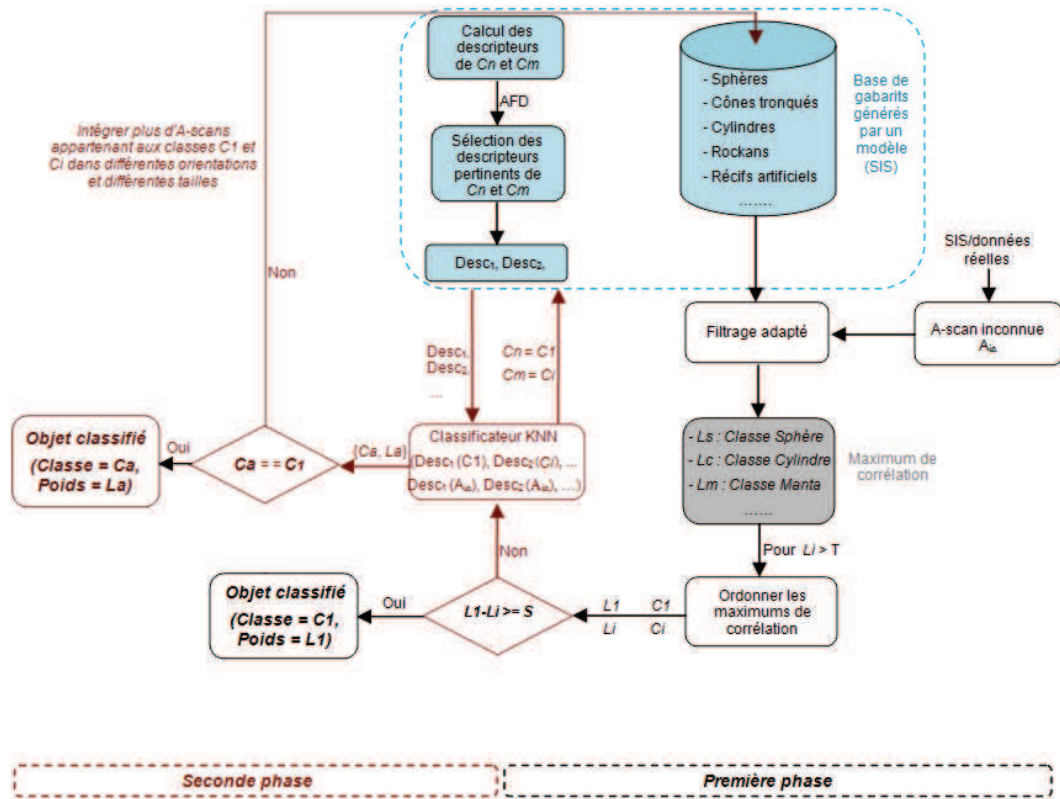 Calcul des
descripteurs
de Cn et Cm
AFD
Sélection des
descripteurs
pertinents de
Cn et Cm
Desc₁, Desc₂,
- Sphères
- Cônes tronqués
- Cylindres
- Rockans
- Récifs artificiels
.......
Base de
gabarits
générés
par un
modèle
(SIS)
Intégrer plus d'A-scans
appartenant aux classes C1 et
Ci dans différentes orientations
et différentes tailles
Non
SIS/données
réelles
A-scan inconnue
Aᵢₙ
Filtrage adapté
Desc₁,
Desc₂,
...
Cn = C1
Cm = Ci
- Ls : Classe Sphère
- Lc : Classe Cylindre
- Lm : Classe Manta
......
Maximum de
corrélation
Classificateur KNN
(Desc₁ (C1), Desc₂ (Ci), ...
Desc₁ (Aᵢₙ), Desc₂ (Aᵢₙ), ....)
{Ca, La}
Ca == C1
Oui
Objet classifié
(Classe = Ca,
Poids = La)
Pour Li > T
Ordonner les
maximums de
corrélation
L1 C1
Li Ci
L1-Li >= S
Non
Oui
Objet classifié
(Classe = C1,
Poids = L1)
Seconde phase
Première phase